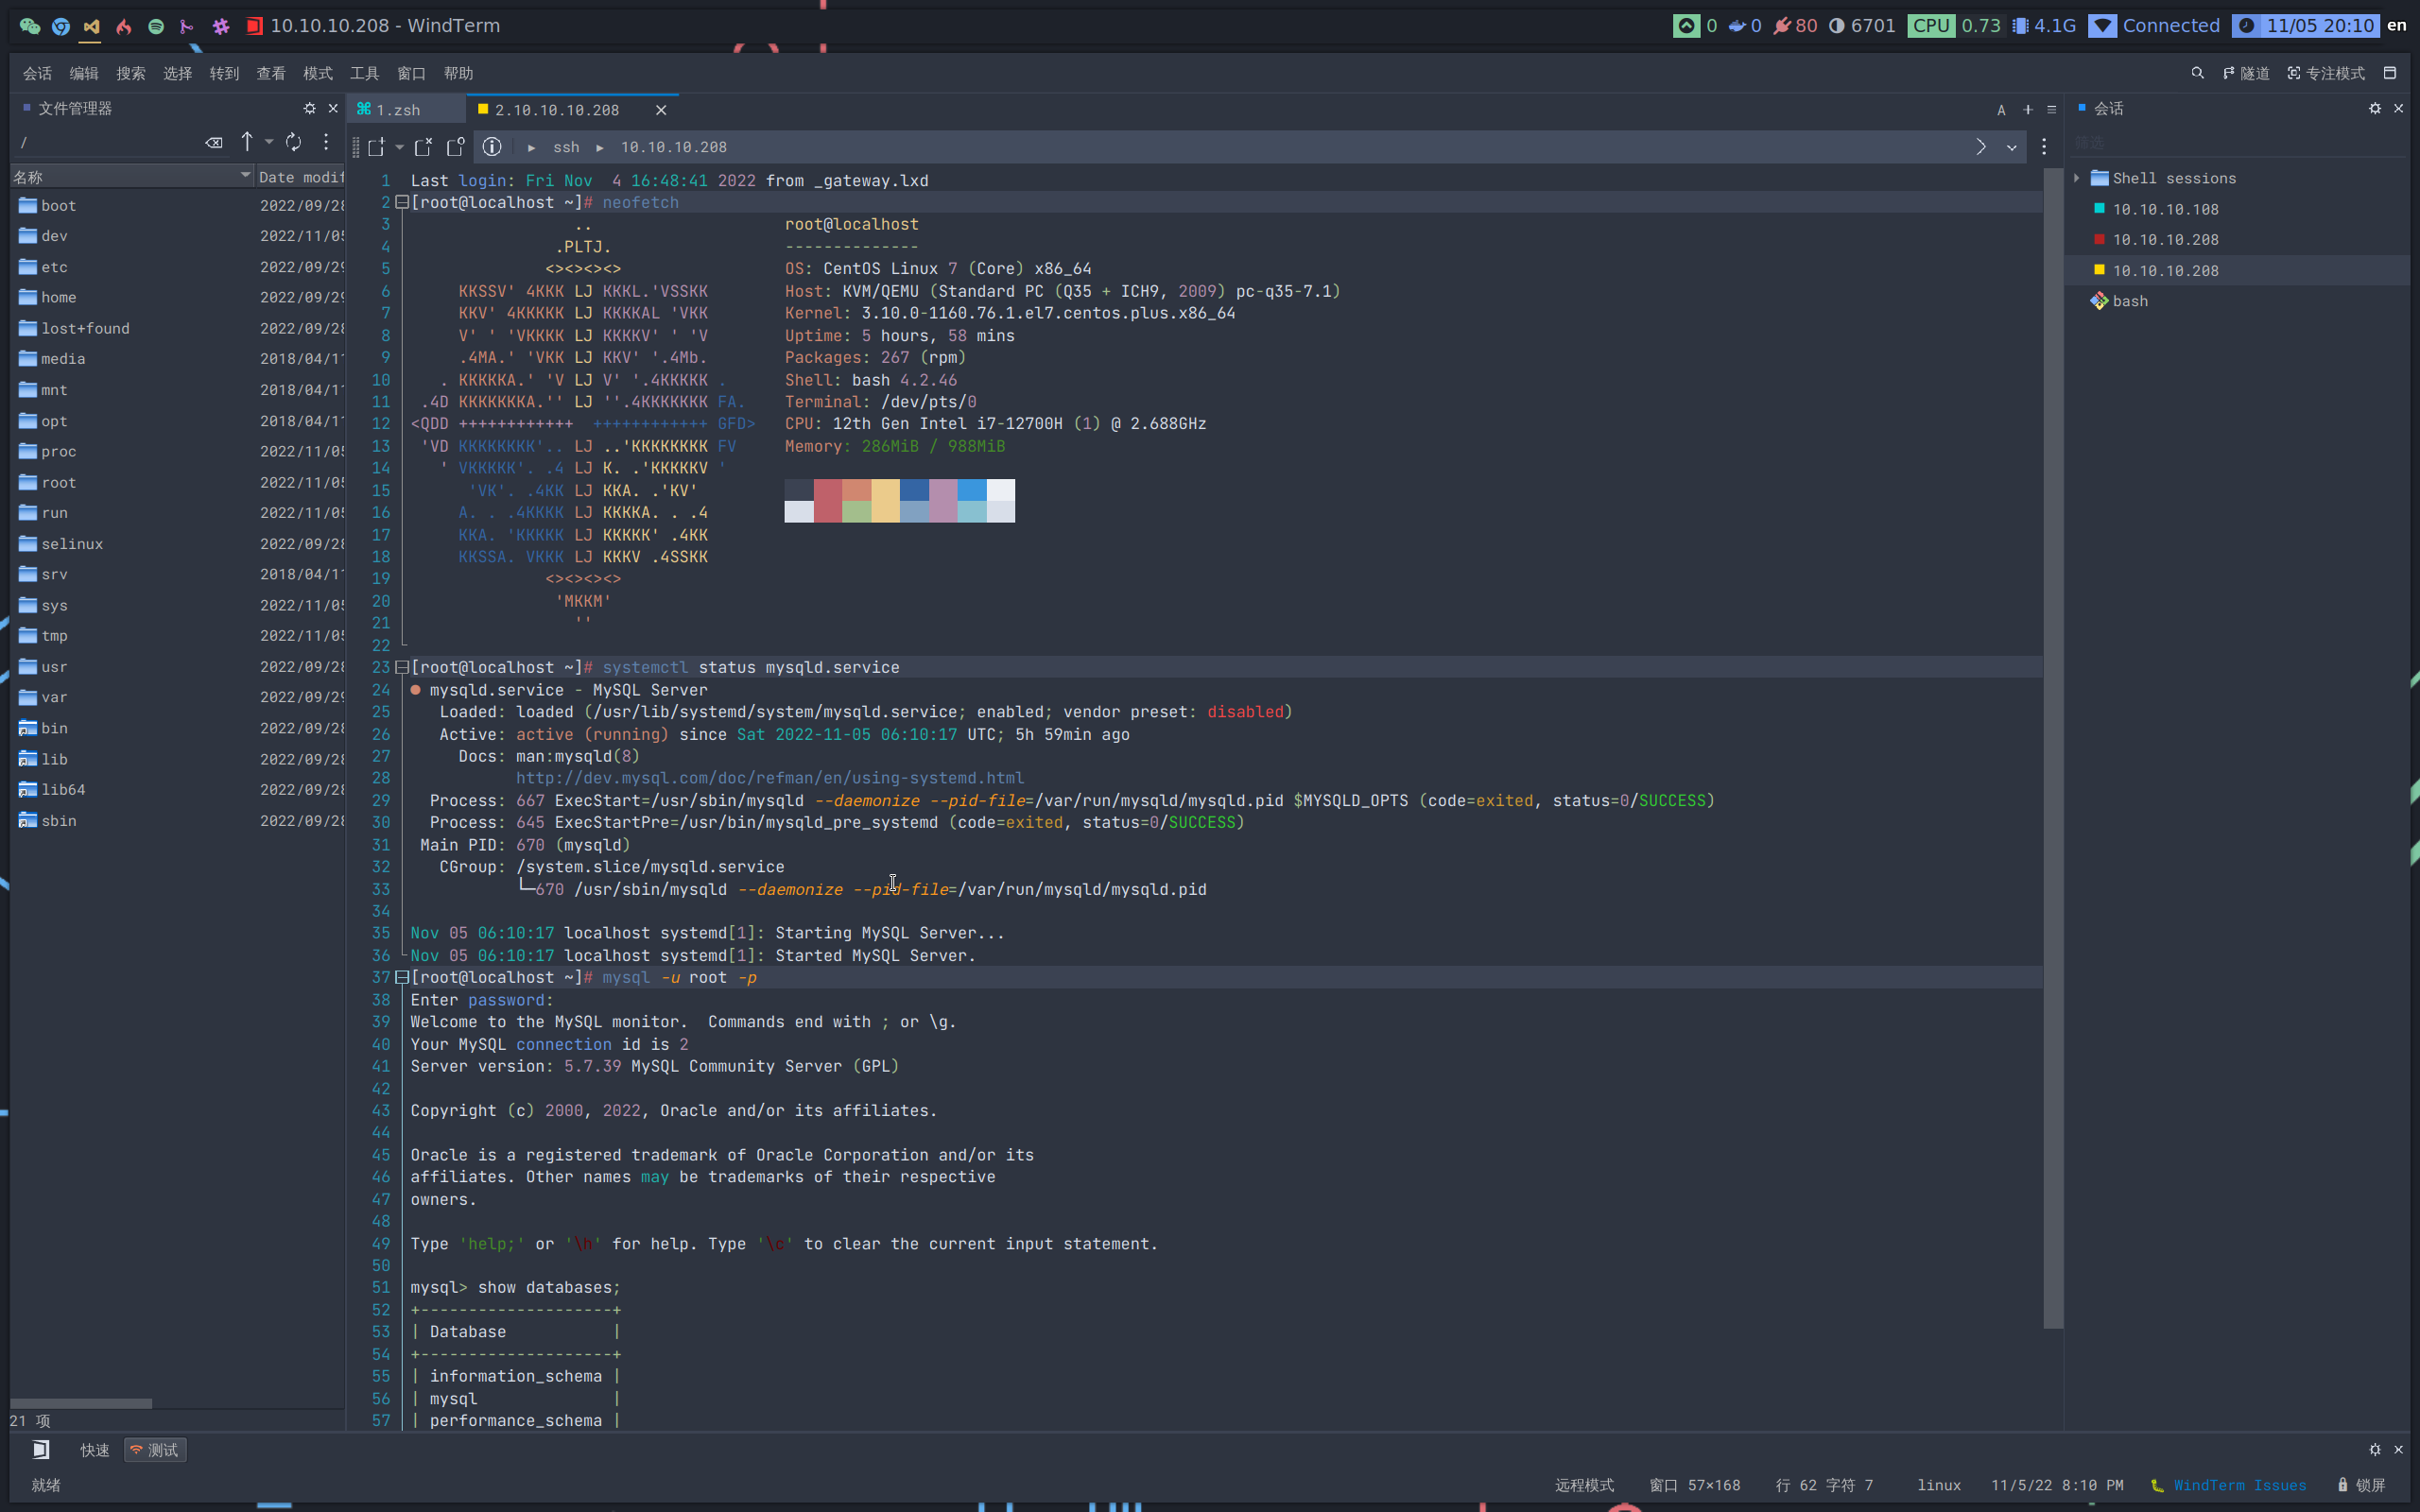 10.10.10.208 - WindTerm
0 0 80 6701 CPU 0.73 4.1G Connected 11/05 20:10 en
会话 编辑 搜索 选择 转到 查看 模式 工具 窗口 帮助
隧道 专注模式
文件管理器
1.zsh 2.10.10.10.208
A
会话
/
ssh 10.10.10.208
筛选
名称 Date modif
boot 2022/09/28
dev 2022/11/05
etc 2022/09/29
home 2022/09/29
lost+found 2022/09/28
media 2018/04/11
mnt 2018/04/11
opt 2018/04/11
proc 2022/11/05
root 2022/11/05
run 2022/11/05
selinux 2022/09/28
srv 2018/04/11
sys 2022/11/05
tmp 2022/11/05
usr 2022/09/28
var 2022/09/29
bin 2022/09/28
lib 2022/09/28
lib64 2022/09/28
sbin 2022/09/28
21 项
1 Last login: Fri Nov  4 16:48:41 2022 from _gateway.lxd
2 [root@localhost ~]# neofetch
3                  ..                    root@localhost
4                .PLTJ.                  --------------
5               <><><><>                 OS: CentOS Linux 7 (Core) x86_64
6      KKSSV' 4KKK LJ KKKL.'VSSKK        Host: KVM/QEMU (Standard PC (Q35 + ICH9, 2009) pc-q35-7.1)
7      KKV' 4KKKKK LJ KKKKAL 'VKK        Kernel: 3.10.0-1160.76.1.el7.centos.plus.x86_64
8      V' ' 'VKKKK LJ KKKKV' ' 'V        Uptime: 5 hours, 58 mins
9      .4MA.' 'VKK LJ KKV' '.4Mb.        Packages: 267 (rpm)
10   . KKKKKA.' 'V LJ V' '.4KKKKK .      Shell: bash 4.2.46
11 .4D KKKKKKKA.'' LJ ''.4KKKKKKK FA.    Terminal: /dev/pts/0
12 <QDD ++++++++++++  ++++++++++++ GFD>   CPU: 12th Gen Intel i7-12700H (1) @ 2.688GHz
13 'VD KKKKKKKK'.. LJ ..'KKKKKKKK FV     Memory: 286MiB / 988MiB
14   ' VKKKKK'. .4 LJ K. .'KKKKKV '
15      'VK'. .4KK LJ KKA. .'KV'
16     A. . .4KKKK LJ KKKKA. . .4
17     KKA. 'KKKKK LJ KKKKK' .4KK
18     KKSSA. VKKK LJ KKKV .4SSKK
19              <><><><>
20               'MKKM'
21                 ''
22
23 [root@localhost ~]# systemctl status mysqld.service
24 ● mysqld.service - MySQL Server
25    Loaded: loaded (/usr/lib/systemd/system/mysqld.service; enabled; vendor preset: disabled)
26    Active: active (running) since Sat 2022-11-05 06:10:17 UTC; 5h 59min ago
27      Docs: man:mysqld(8)
28            http://dev.mysql.com/doc/refman/en/using-systemd.html
29   Process: 667 ExecStart=/usr/sbin/mysqld --daemonize --pid-file=/var/run/mysqld/mysqld.pid $MYSQLD_OPTS (code=exited, status=0/SUCCESS)
30   Process: 645 ExecStartPre=/usr/bin/mysqld_pre_systemd (code=exited, status=0/SUCCESS)
31  Main PID: 670 (mysqld)
32    CGroup: /system.slice/mysqld.service
33            └─670 /usr/sbin/mysqld --daemonize --pid-file=/var/run/mysqld/mysqld.pid
34
35 Nov 05 06:10:17 localhost systemd[1]: Starting MySQL Server...
36 Nov 05 06:10:17 localhost systemd[1]: Started MySQL Server.
37 [root@localhost ~]# mysql -u root -p
38 Enter password:
39 Welcome to the MySQL monitor.  Commands end with ; or \g.
40 Your MySQL connection id is 2
41 Server version: 5.7.39 MySQL Community Server (GPL)
42
43 Copyright (c) 2000, 2022, Oracle and/or its affiliates.
44
45 Oracle is a registered trademark of Oracle Corporation and/or its
46 affiliates. Other names may be trademarks of their respective
47 owners.
48
49 Type 'help;' or '\h' for help. Type '\c' to clear the current input statement.
50
51 mysql> show databases;
52 +--------------------+
53 | Database           |
54 +--------------------+
55 | information_schema |
56 | mysql              |
57 | performance_schema |
Shell sessions
10.10.10.108
10.10.10.208
10.10.10.208
bash
快速 测试
就绪
远程模式 窗口 57×168 行 62 字符 7 linux 11/5/22 8:10 PM WindTerm Issues 锁屏